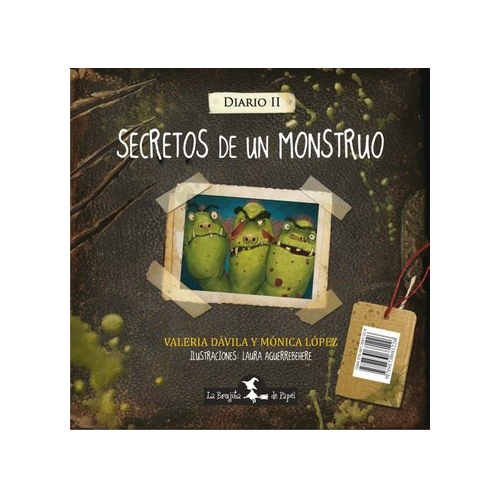 DIARIO II
SECRETOS DE UN MONSTRUO
VALERIA DÁVILA Y MÓNICA LÓPEZ
ILUSTRACIONES: LAURA AGUERREBEHERE
La Brujita de Papel